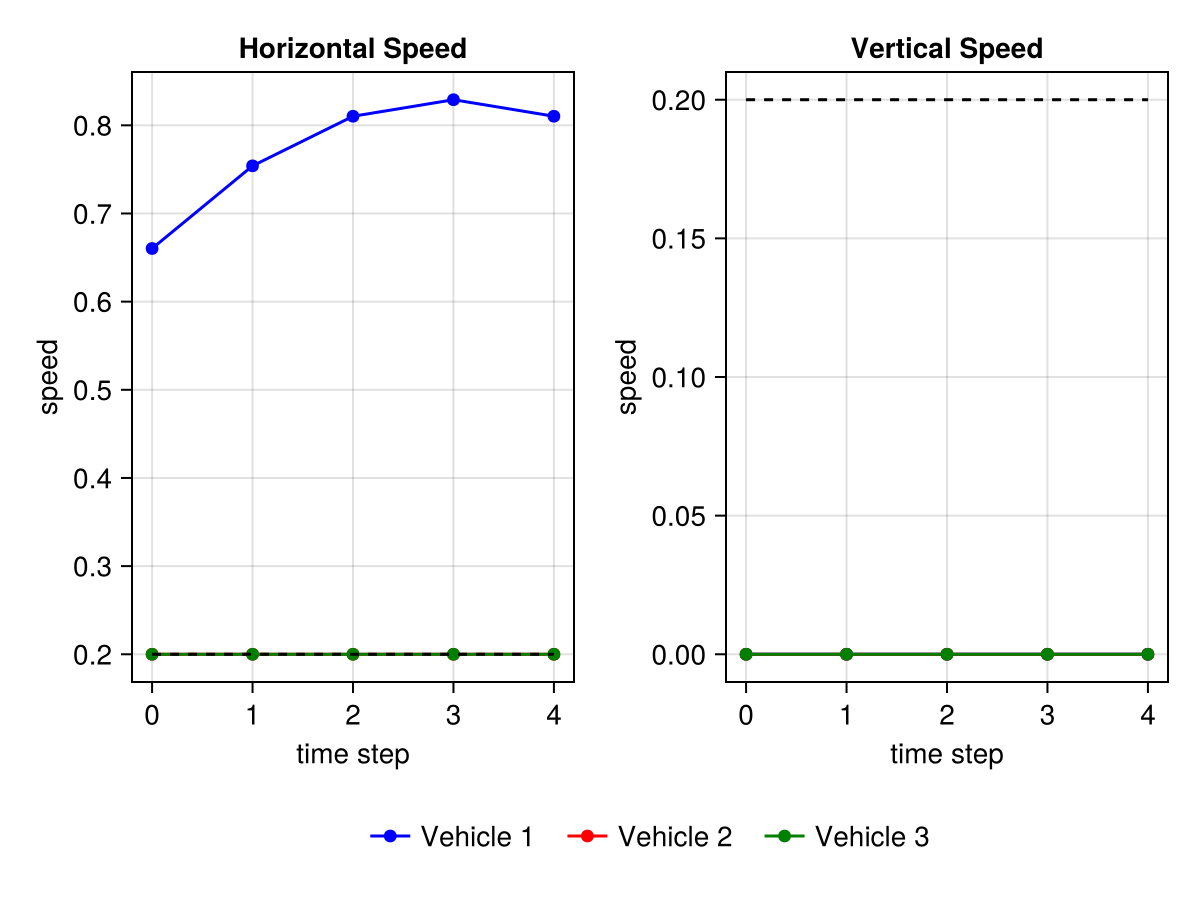 Horizontal Speed
0.8
0.7
0.6
0.5
0.4
0.3
0.2
speed
0 1 2 3 4
time step
Vertical Speed
0.20
0.15
0.10
0.05
0.00
speed
0 1 2 3 4
time step
Vehicle 1 Vehicle 2 Vehicle 3